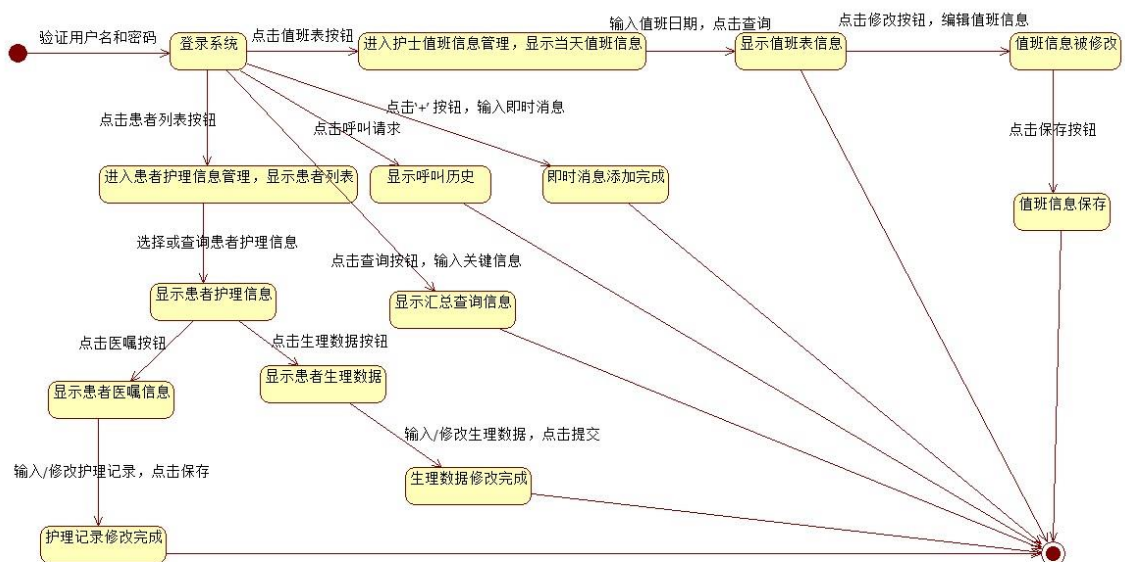 验证用户名和密码
登录系统
点击值班表按钮
进入护士值班信息管理，显示当天值班信息
输入值班日期，点击查询
显示值班表信息
点击修改按钮，编辑值班信息
值班信息被修改
点击患者列表按钮
点击呼叫请求
点击‘+’ 按钮，输入即时消息
点击保存按钮
进入患者护理信息管理，显示患者列表
显示呼叫历史
即时消息添加完成
值班信息保存
选择或查询患者护理信息
点击查询按钮，输入关键信息
显示患者护理信息
显示汇总查询信息
点击医嘱按钮
点击生理数据按钮
显示患者医嘱信息
显示患者生理数据
输入/修改护理记录，点击保存
输入/修改生理数据，点击提交
生理数据修改完成
护理记录修改完成